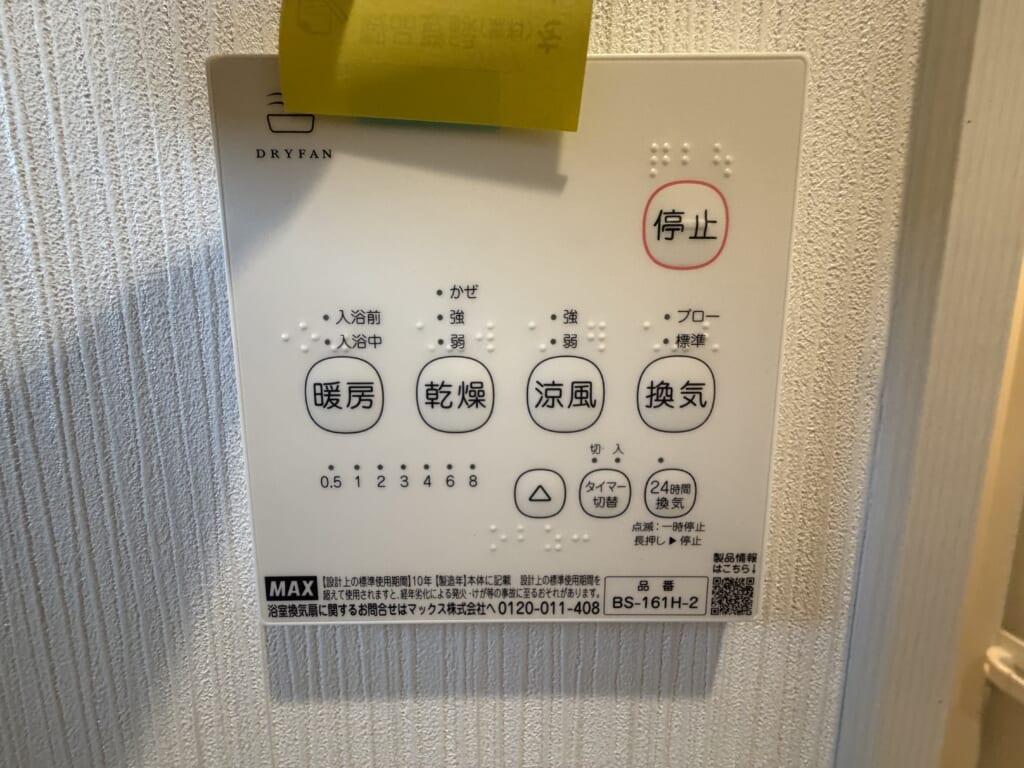 DRYFAN
停止
かぜ
入浴前 強 強 ブロー
入浴中 弱 弱 標準
暖房 乾燥 涼風 換気
切 入
0.5 1 2 3 4 6 8
△ タイマー切替 24時間換気
点滅:一時停止
長押し▶停止
製品情報
はこちら↓
MAX
【設計上の標準使用期間】10年【製造年】本体に記載 設計上の標準使用期間を
超えて使用されますと、経年劣化による発火・けが等の事故に至るおそれがあります。
浴室換気扇に関するお問合せはマックス株式会社へ 0120-011-408
品番
BS-161H-2